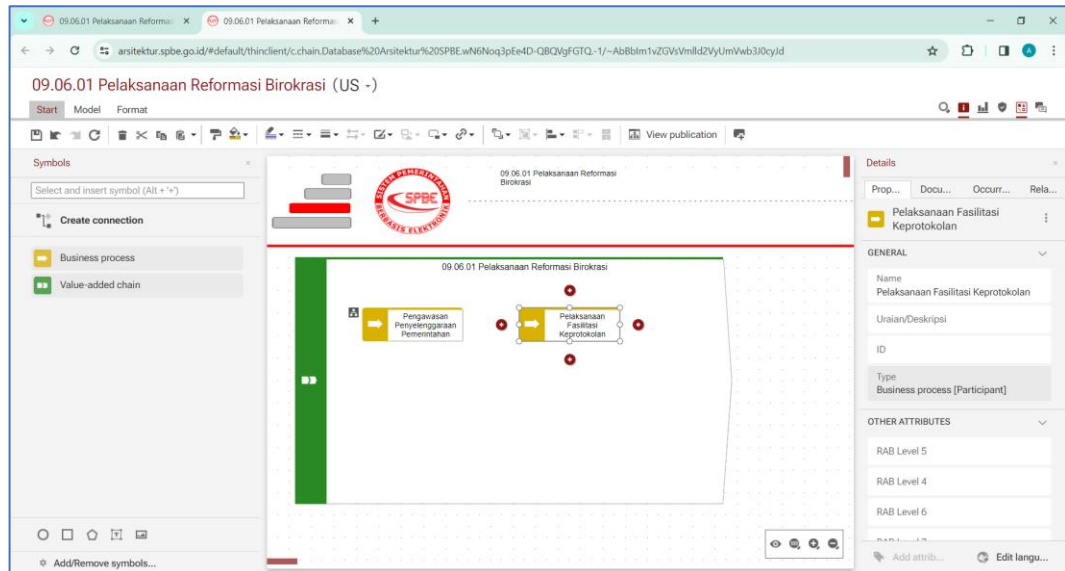 09.06.01 Pelaksanaan Reformas
09.06.01 Pelaksanaan Reformas
arsitektur.spbe.go.id/#default/thinclient/c.chain.Database%20Arsitektur%20SPBE.wN6Noq3pEe4D-QBQVgFGTQ.-1/~AbBbIm1vZGVsVmlld2VyUmVwb3J0cyJd
A
09.06.01 Pelaksanaan Reformasi Birokrasi (US -)
Start Model Format
View publication
Symbols
Select and insert symbol (Alt + '+')
Create connection
Business process
Value-added chain
Add/Remove symbols...
SISTEM PEMERINTAHAN
SPBE
BERBASIS ELEKTRONIK
09.06.01 Pelaksanaan Reformasi
Birokrasi
09.06.01 Pelaksanaan Reformasi Birokrasi
Pengawasan
Penyelenggaraan
Pemerintahan
Pelaksanaan
Fasilitasi
Keprotokolan
Details
Prop... Docu... Occurr... Rela...
Pelaksanaan Fasilitasi
Keprotokolan
GENERAL
Name
Pelaksanaan Fasilitasi Keprotokolan
Uraian/Deskripsi
ID
Type
Business process [Participant]
OTHER ATTRIBUTES
RAB Level 5
RAB Level 4
RAB Level 6
Add attrib... Edit langu...